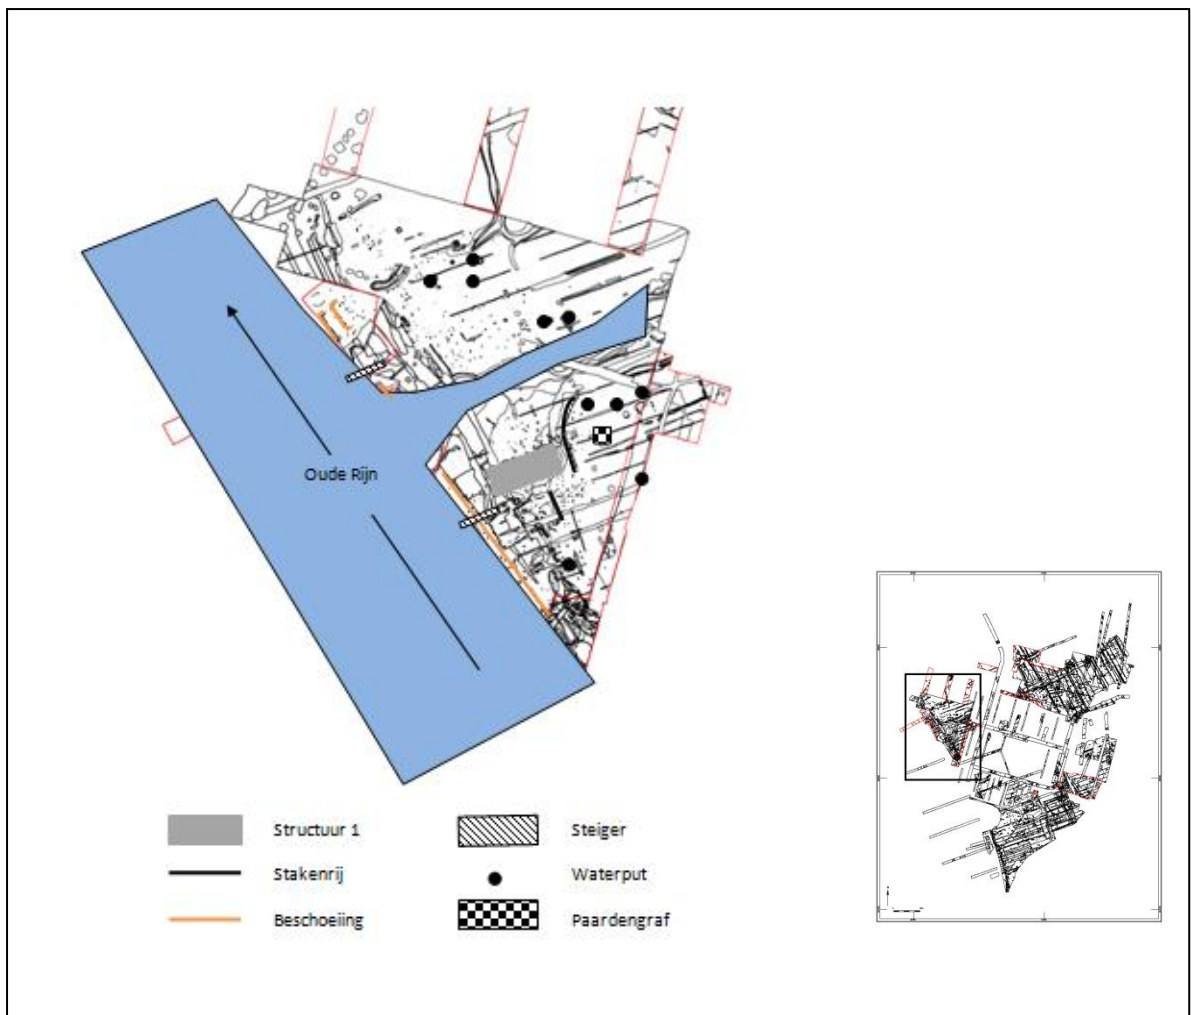 Oude Rijn
Structuur 1
Steiger
Stakenrij
Waterput
Beschoeiing
Paardengraf